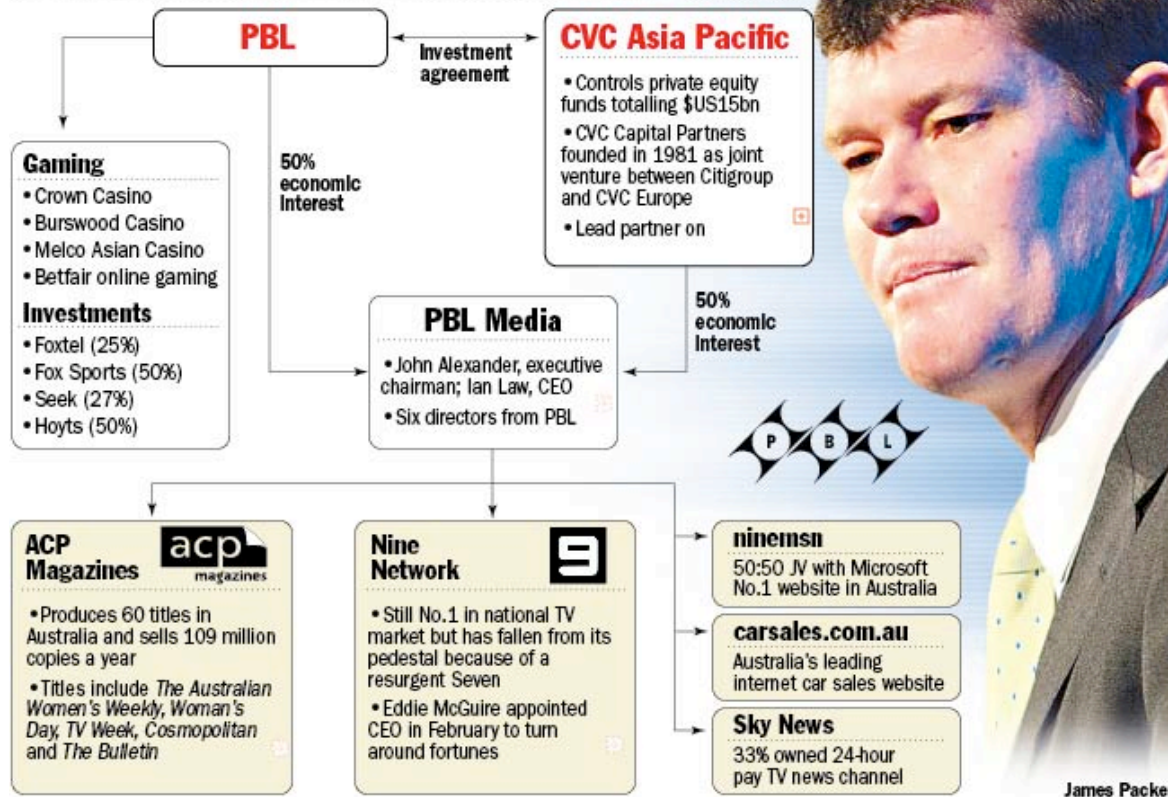 PBL
Investment
agreement
CVC Asia Pacific
• Controls private equity
funds totalling $US15bn
• CVC Capital Partners
founded in 1981 as joint
venture between Citigroup
and CVC Europe
• Lead partner on
Gaming
• Crown Casino
• Burswood Casino
• Melco Asian Casino
• Betfair online gaming
Investments
• Foxtel (25%)
• Fox Sports (50%)
• Seek (27%)
• Hoyts (50%)
50%
economic
Interest
50%
economic
Interest
PBL Media
• John Alexander, executive
chairman; Ian Law, CEO
• Six directors from PBL
P B L
ACP
Magazines
acp
magazines
• Produces 60 titles in
Australia and sells 109 million
copies a year
• Titles include The Australian
Women's Weekly, Woman's
Day, TV Week, Cosmopolitan
and The Bulletin
Nine
Network
9
• Still No.1 in national TV
market but has fallen from its
pedestal because of a
resurgent Seven
• Eddie McGuire appointed
CEO in February to turn
around fortunes
ninemsn
50:50 JV with Microsoft
No.1 website in Australia
carsales.com.au
Australia's leading
internet car sales website
Sky News
33% owned 24-hour
pay TV news channel
James Packe